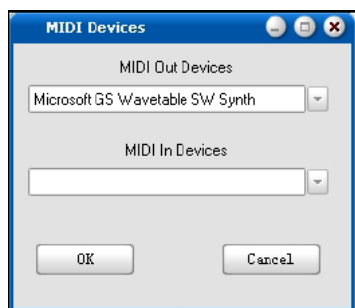 MIDI Devices
MIDI Out Devices
Microsoft GS Wavetable SW Synth
MIDI In Devices
OK
Cancel